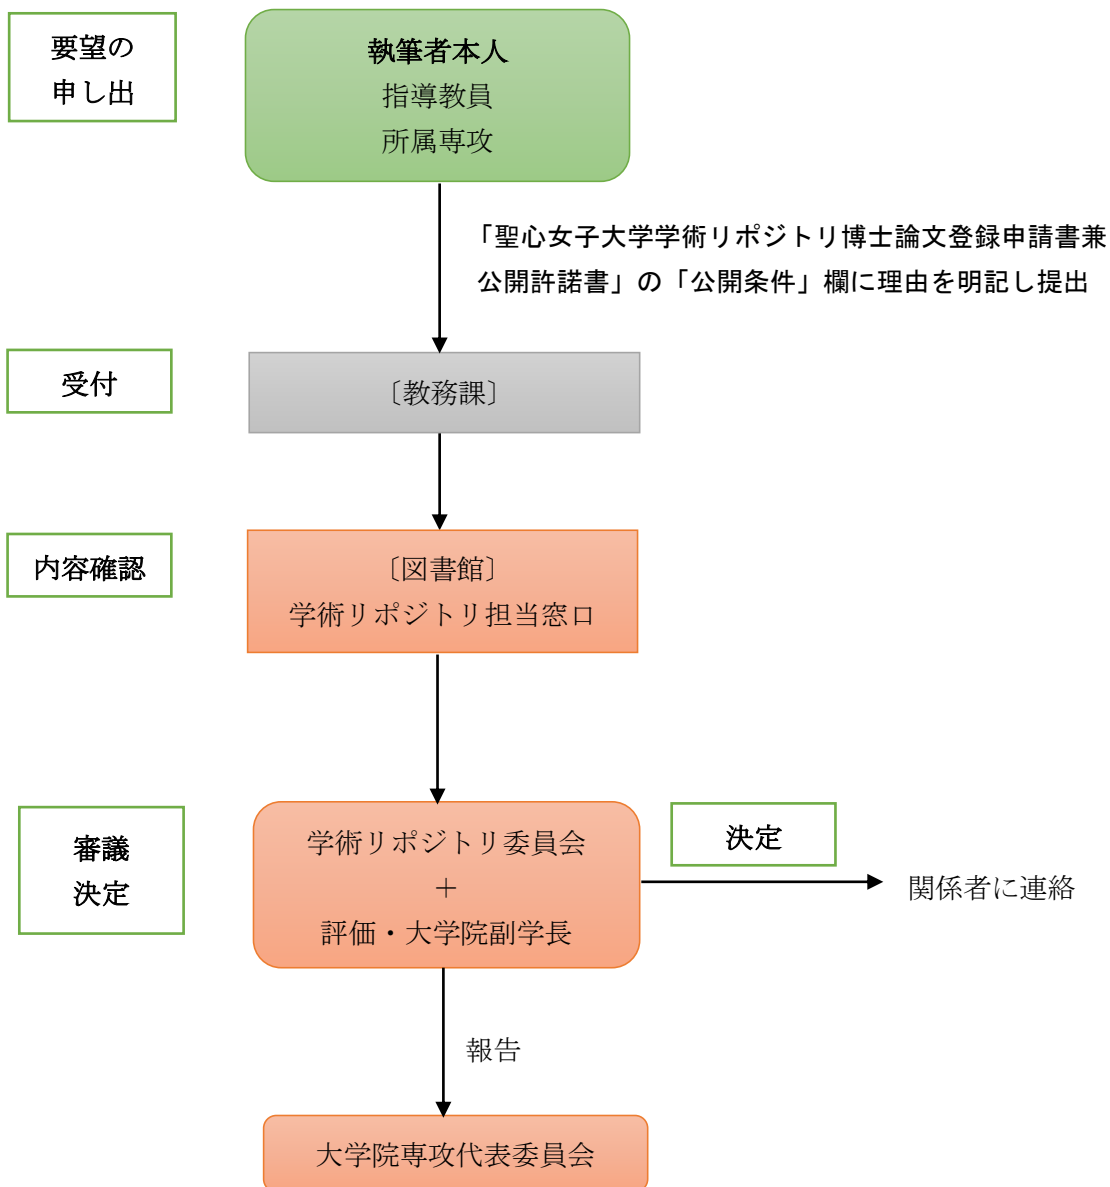 要望の
申し出
執筆者本人
指導教員
所属専攻
「聖心女子大学学術リポジトリ博士論文登録申請書兼
公開許諾書」の「公開条件」欄に理由を明記し提出
受付
〔教務課〕
内容確認
〔図書館〕
学術リポジトリ担当窓口
審議
決定
学術リポジトリ委員会
+
評価・大学院副学長
決定
関係者に連絡
報告
大学院専攻代表委員会